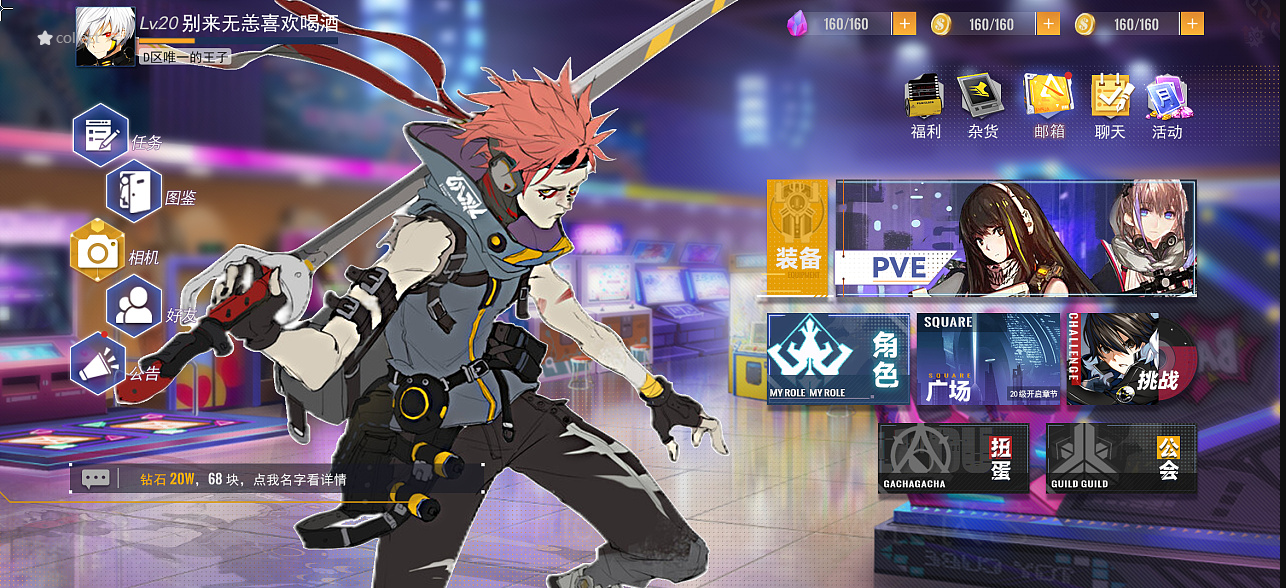 Lv.20 别来无恙喜欢喝酒
D区唯一的王子
160/160
160/160
160/160
福利
杂货
邮箱
聊天
活动
任务
图鉴
相机
好友
公告
装备
PVE
角色
MY ROLE MY ROLE
SQUARE
SQUARE
广场
20级开启章节
CHALLENGE
挑战
扭蛋
GACHAGACHA
公会
GUILD GUILD
钻石 20W，68 块，点我名字看详情